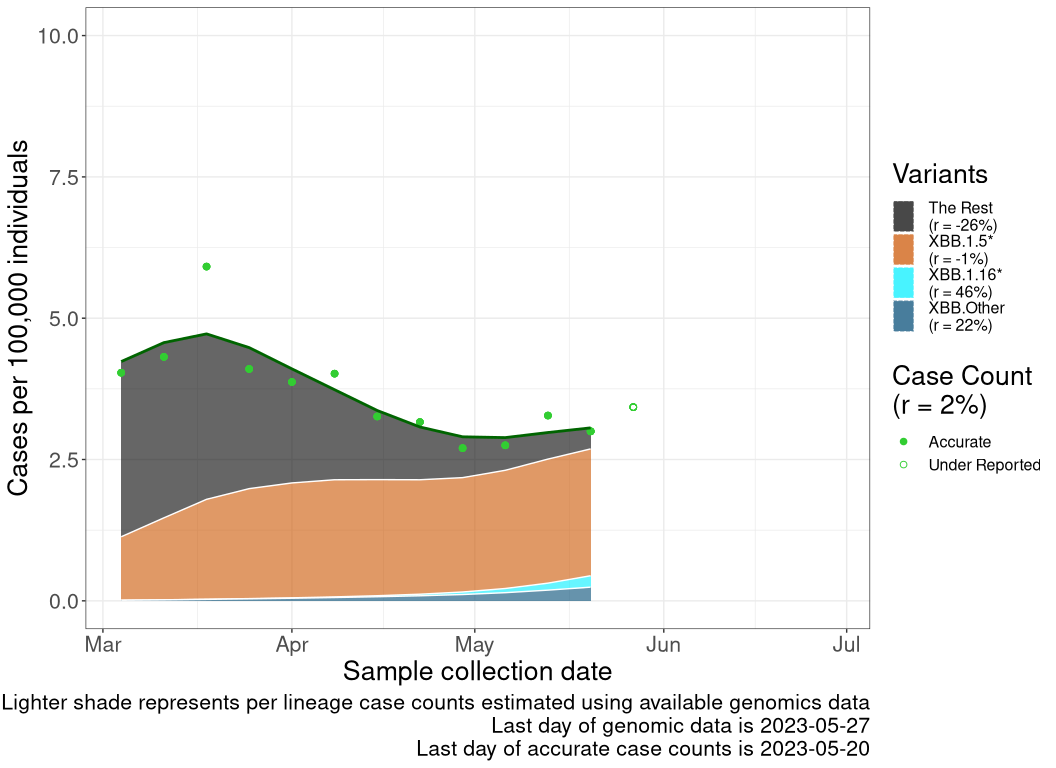 Cases per 100,000 individuals
10.0
7.5
5.0
2.5
0.0
Mar
Apr
May
Jun
Jul
Sample collection date
Variants
The Rest
(r = -26%)
XBB.1.5*
(r = -1%)
XBB.1.16*
(r = 46%)
XBB.Other
(r = 22%)
Case Count
(r = 2%)
Accurate
Under Reported
Lighter shade represents per lineage case counts estimated using available genomics data
Last day of genomic data is 2023-05-27
Last day of accurate case counts is 2023-05-20